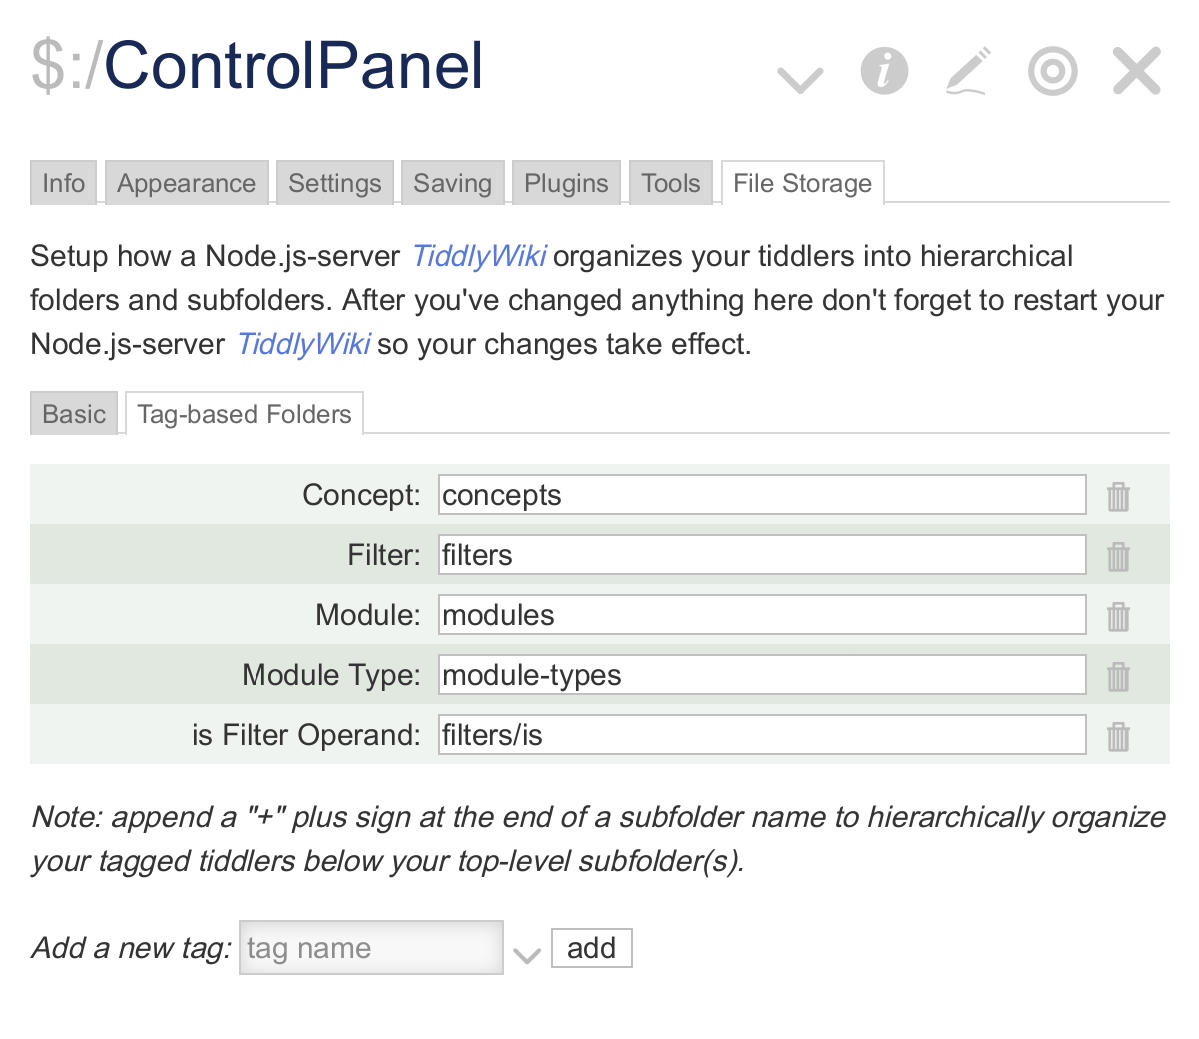 $:/ControlPanel
Info Appearance Settings Saving Plugins Tools File Storage
Setup how a Node.js-server TiddlyWiki organizes your tiddlers into hierarchical
folders and subfolders. After you've changed anything here don't forget to restart your
Node.js-server TiddlyWiki so your changes take effect.
Basic Tag-based Folders
Concept: concepts
Filter: filters
Module: modules
Module Type: module-types
is Filter Operand: filters/is
Note: append a "+" plus sign at the end of a subfolder name to hierarchically organize
your tagged tiddlers below your top-level subfolder(s).
Add a new tag: tag name add